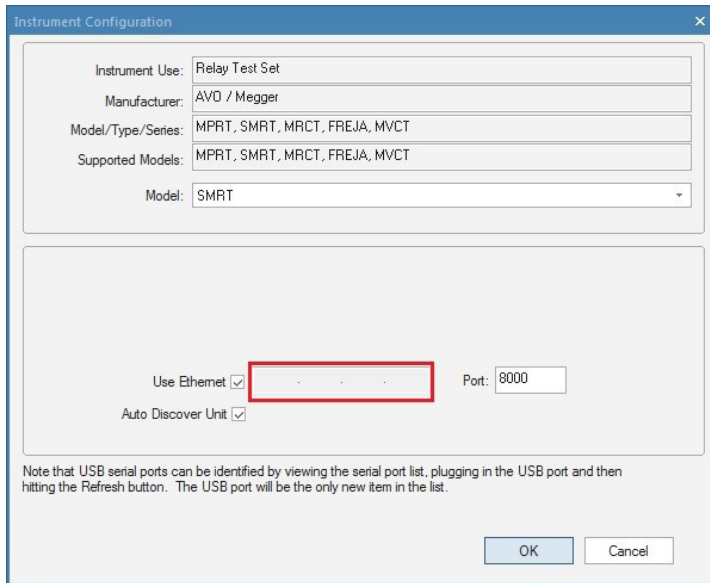 Instrument Configuration
Instrument Use: Relay Test Set
Manufacturer: AVO / Megger
Model/Type/Series: MPRT, SMRT, MRCT, FREJA, MVCT
Supported Models: MPRT, SMRT, MRCT, FREJA, MVCT
Model: SMRT
Use Ethernet . . . Port: 8000
Auto Discover Unit
Note that USB serial ports can be identified by viewing the serial port list, plugging in the USB port and then
hitting the Refresh button. The USB port will be the only new item in the list.
OK Cancel